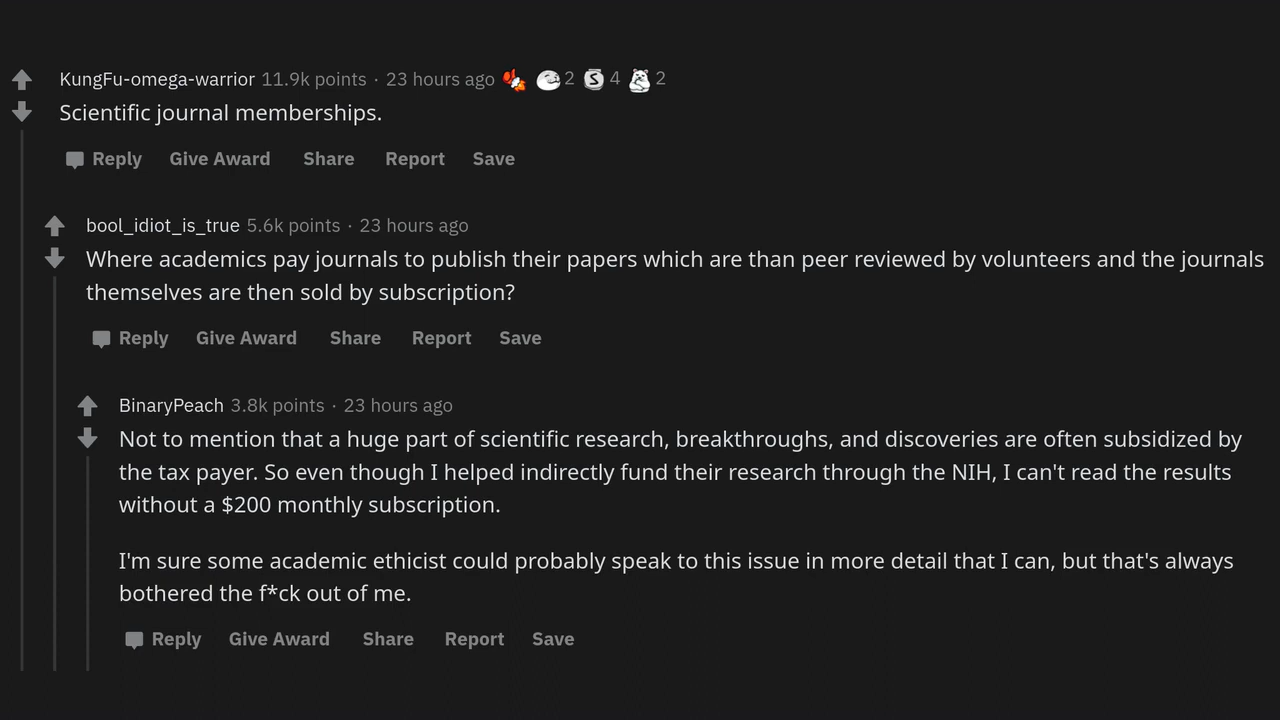 KungFu-omega-warrior 11.9k points · 23 hours ago 2 4 2
Scientific journal memberships.
Reply Give Award Share Report Save
bool_idiot_is_true 5.6k points · 23 hours ago
Where academics pay journals to publish their papers which are than peer reviewed by volunteers and the journals
themselves are then sold by subscription?
Reply Give Award Share Report Save
BinaryPeach 3.8k points · 23 hours ago
Not to mention that a huge part of scientific research, breakthroughs, and discoveries are often subsidized by
the tax payer. So even though I helped indirectly fund their research through the NIH, I can't read the results
without a $200 monthly subscription.
I'm sure some academic ethicist could probably speak to this issue in more detail that I can, but that's always
bothered the f*ck out of me.
Reply Give Award Share Report Save